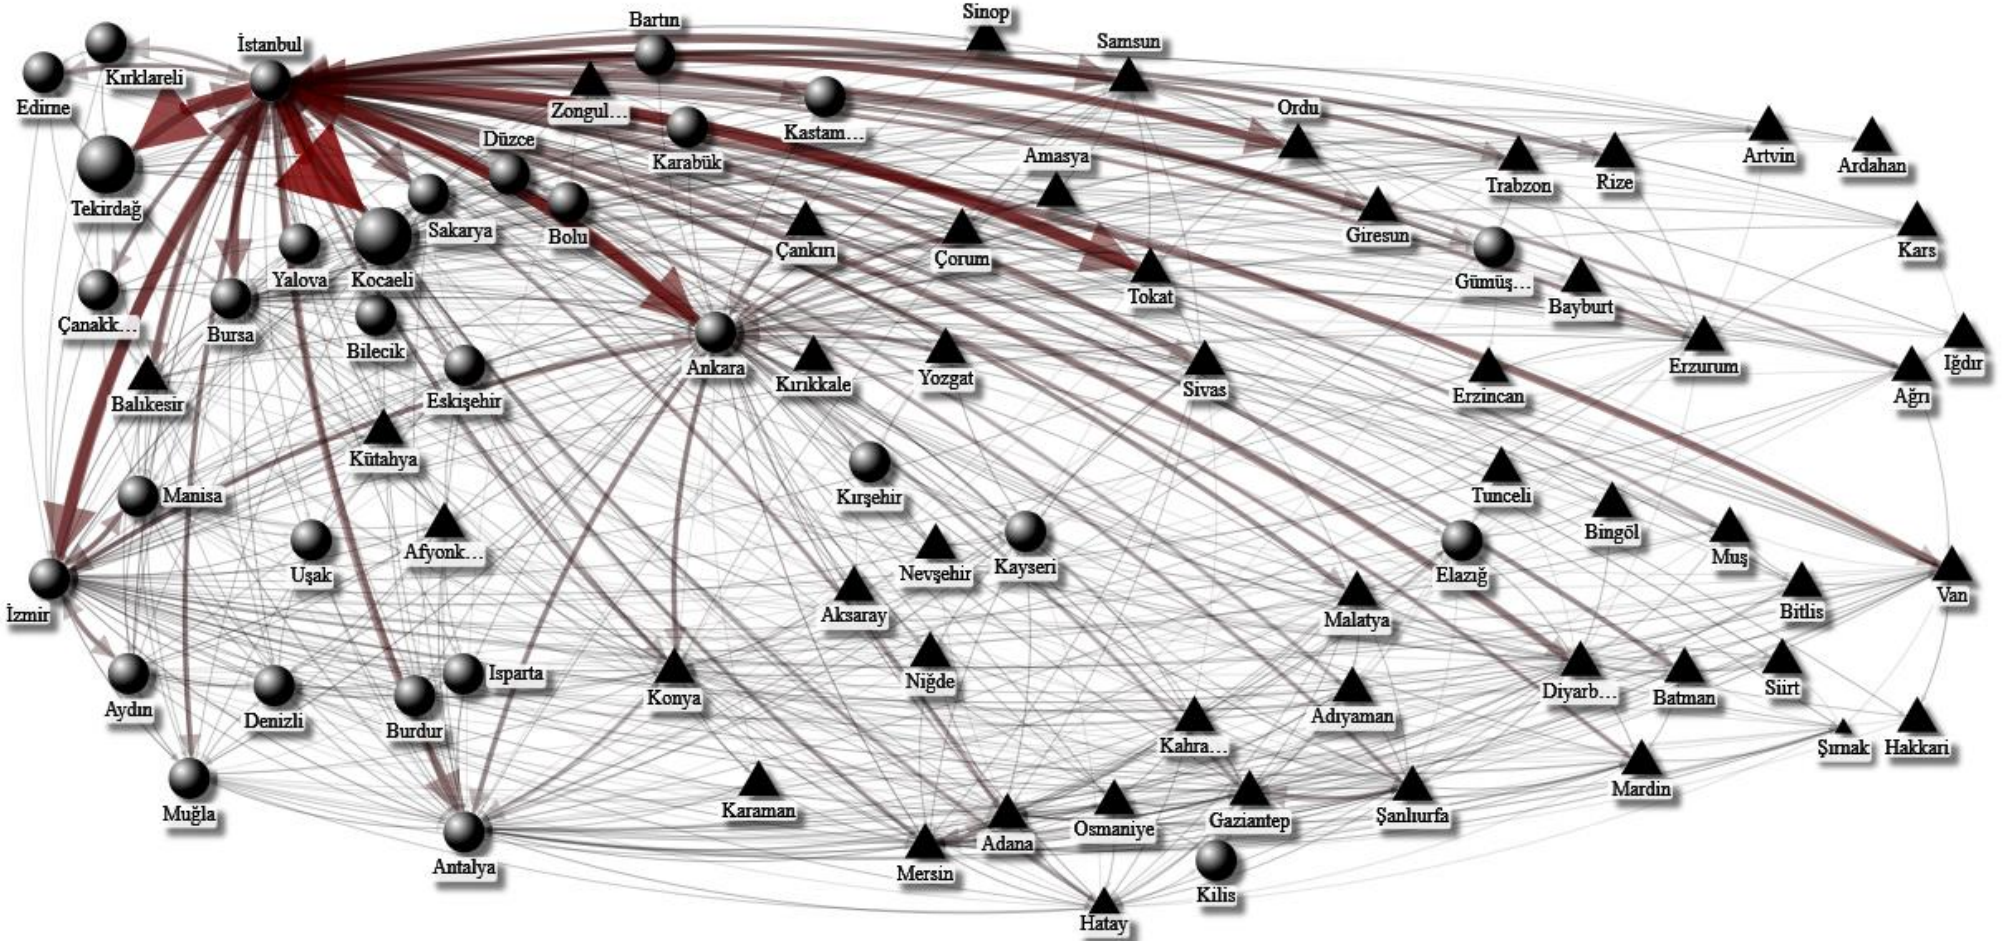 Sinop
Bartın
İstanbul
Samsun
Kırklareli
Edirne
Zongul...
Ordu
Kastam...
Düzce
Karabük
Amasya
Artvin
Ardahan
Trabzon
Rize
Tekirdağ
Sakarya
Bolu
Giresun
Çankırı
Çorum
Kars
Yalova
Kocaeli
Gümüş...
Tokat
Bayburt
Çanakk...
Bursa
Bilecik
Ankara
Iğdır
Erzurum
Kırıkkale
Yozgat
Sivas
Erzincan
Ağrı
Balıkesir
Eskişehir
Kütahya
Manisa
Kırşehir
Tunceli
Bingöl
Afyonk...
Muş
Uşak
Nevşehir
Kayseri
Elazığ
Van
İzmir
Aksaray
Malatya
Bitlis
Isparta
Niğde
Konya
Diyarb...
Batman
Siirt
Aydın
Denizli
Burdur
Adıyaman
Kahra...
Şırnak
Hakkari
Mardin
Muğla
Karaman
Şanlıurfa
Gaziantep
Osmaniye
Adana
Antalya
Mersin
Kilis
Hatay